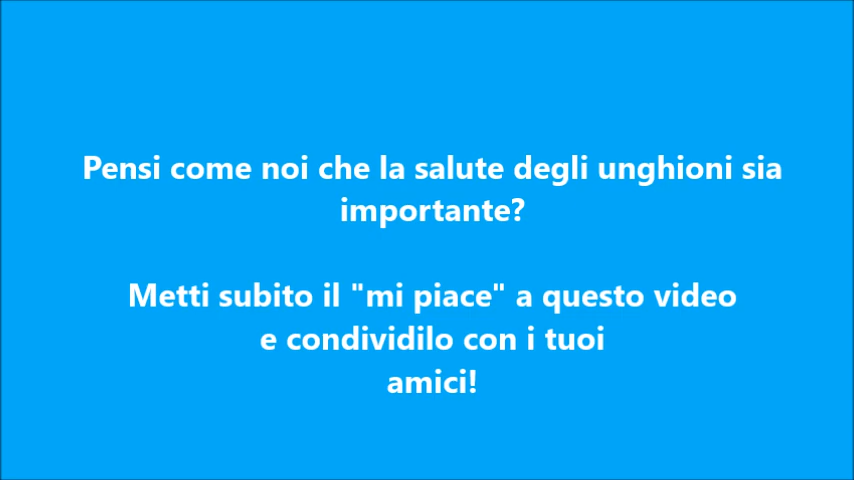 Pensi come noi che la salute degli unghioni sia
importante?
Metti subito il "mi piace" a questo video
e condividilo con i tuoi
amici!